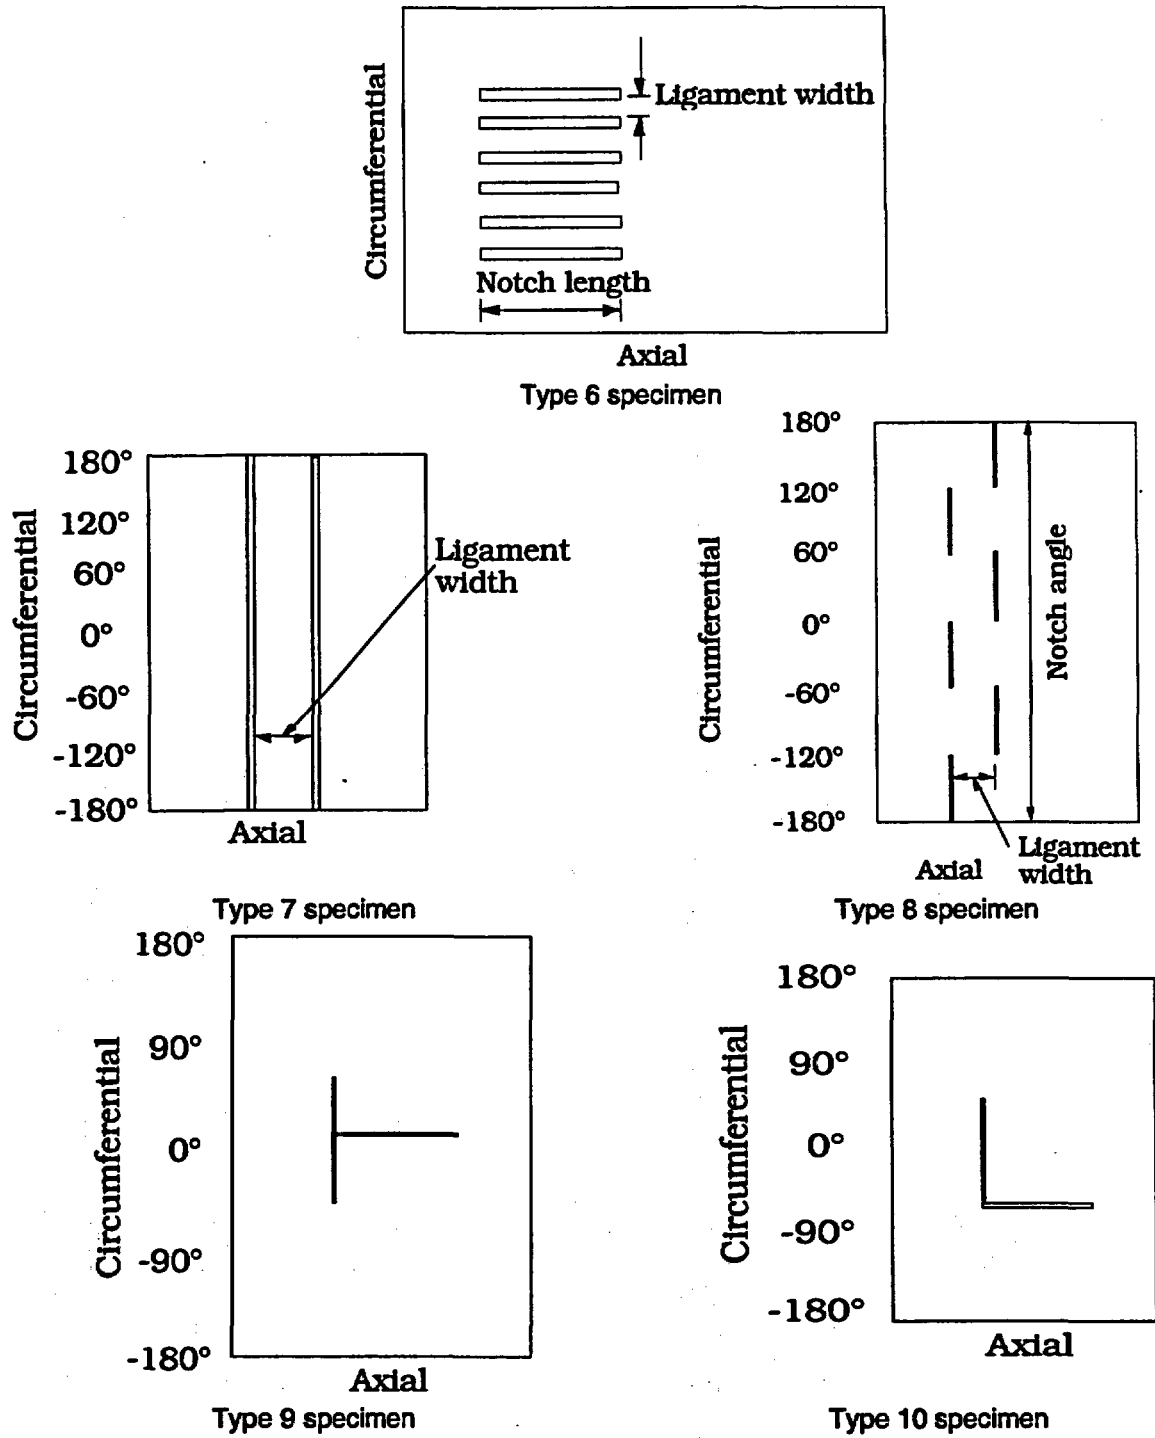 Circumferential
Ligament width
Notch length
Axial
Type 6 specimen
180°
120°
60°
0°
-60°
-120°
-180°
Circumferential
Ligament
width
Axial
Type 7 specimen
180°
120°
60°
0°
-60°
-120°
-180°
Circumferential
Notch angle
Ligament
width
Axial
Type 8 specimen
180°
90°
0°
-90°
-180°
Circumferential
Axial
Type 9 specimen
180°
90°
0°
-90°
-180°
Circumferential
Axial
Type 10 specimen